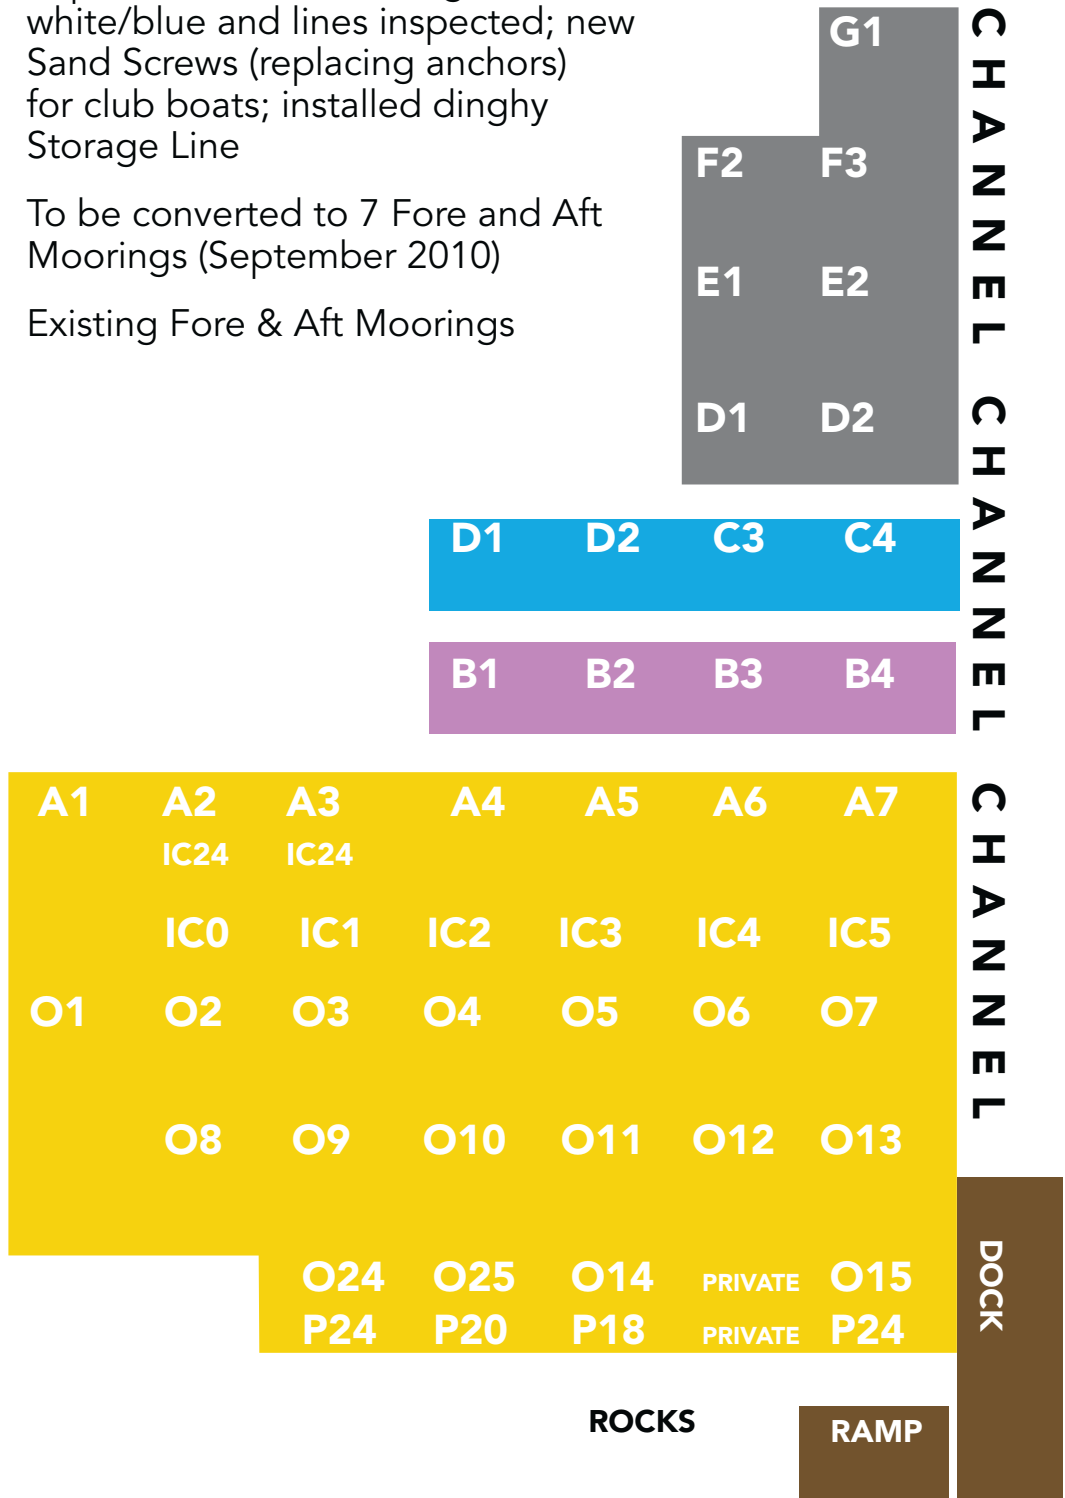 white/blue and lines inspected; new
Sand Screws (replacing anchors)
for club boats; installed dinghy
Storage Line
To be converted to 7 Fore and Aft
Moorings (September 2010)
Existing Fore & Aft Moorings
G1
F2 F3
E1 E2
D1 D2
D1 D2 C3 C4
B1 B2 B3 B4
A1 A2 A3 A4 A5 A6 A7
IC24 IC24
IC0 IC1 IC2 IC3 IC4 IC5
O1 O2 O3 O4 O5 O6 O7
O8 O9 O10 O11 O12 O13
O24 O25 O14 PRIVATE O15
P24 P20 P18 PRIVATE P24
ROCKS
RAMP
DOCK
CHANNEL CHANNEL CHANNEL